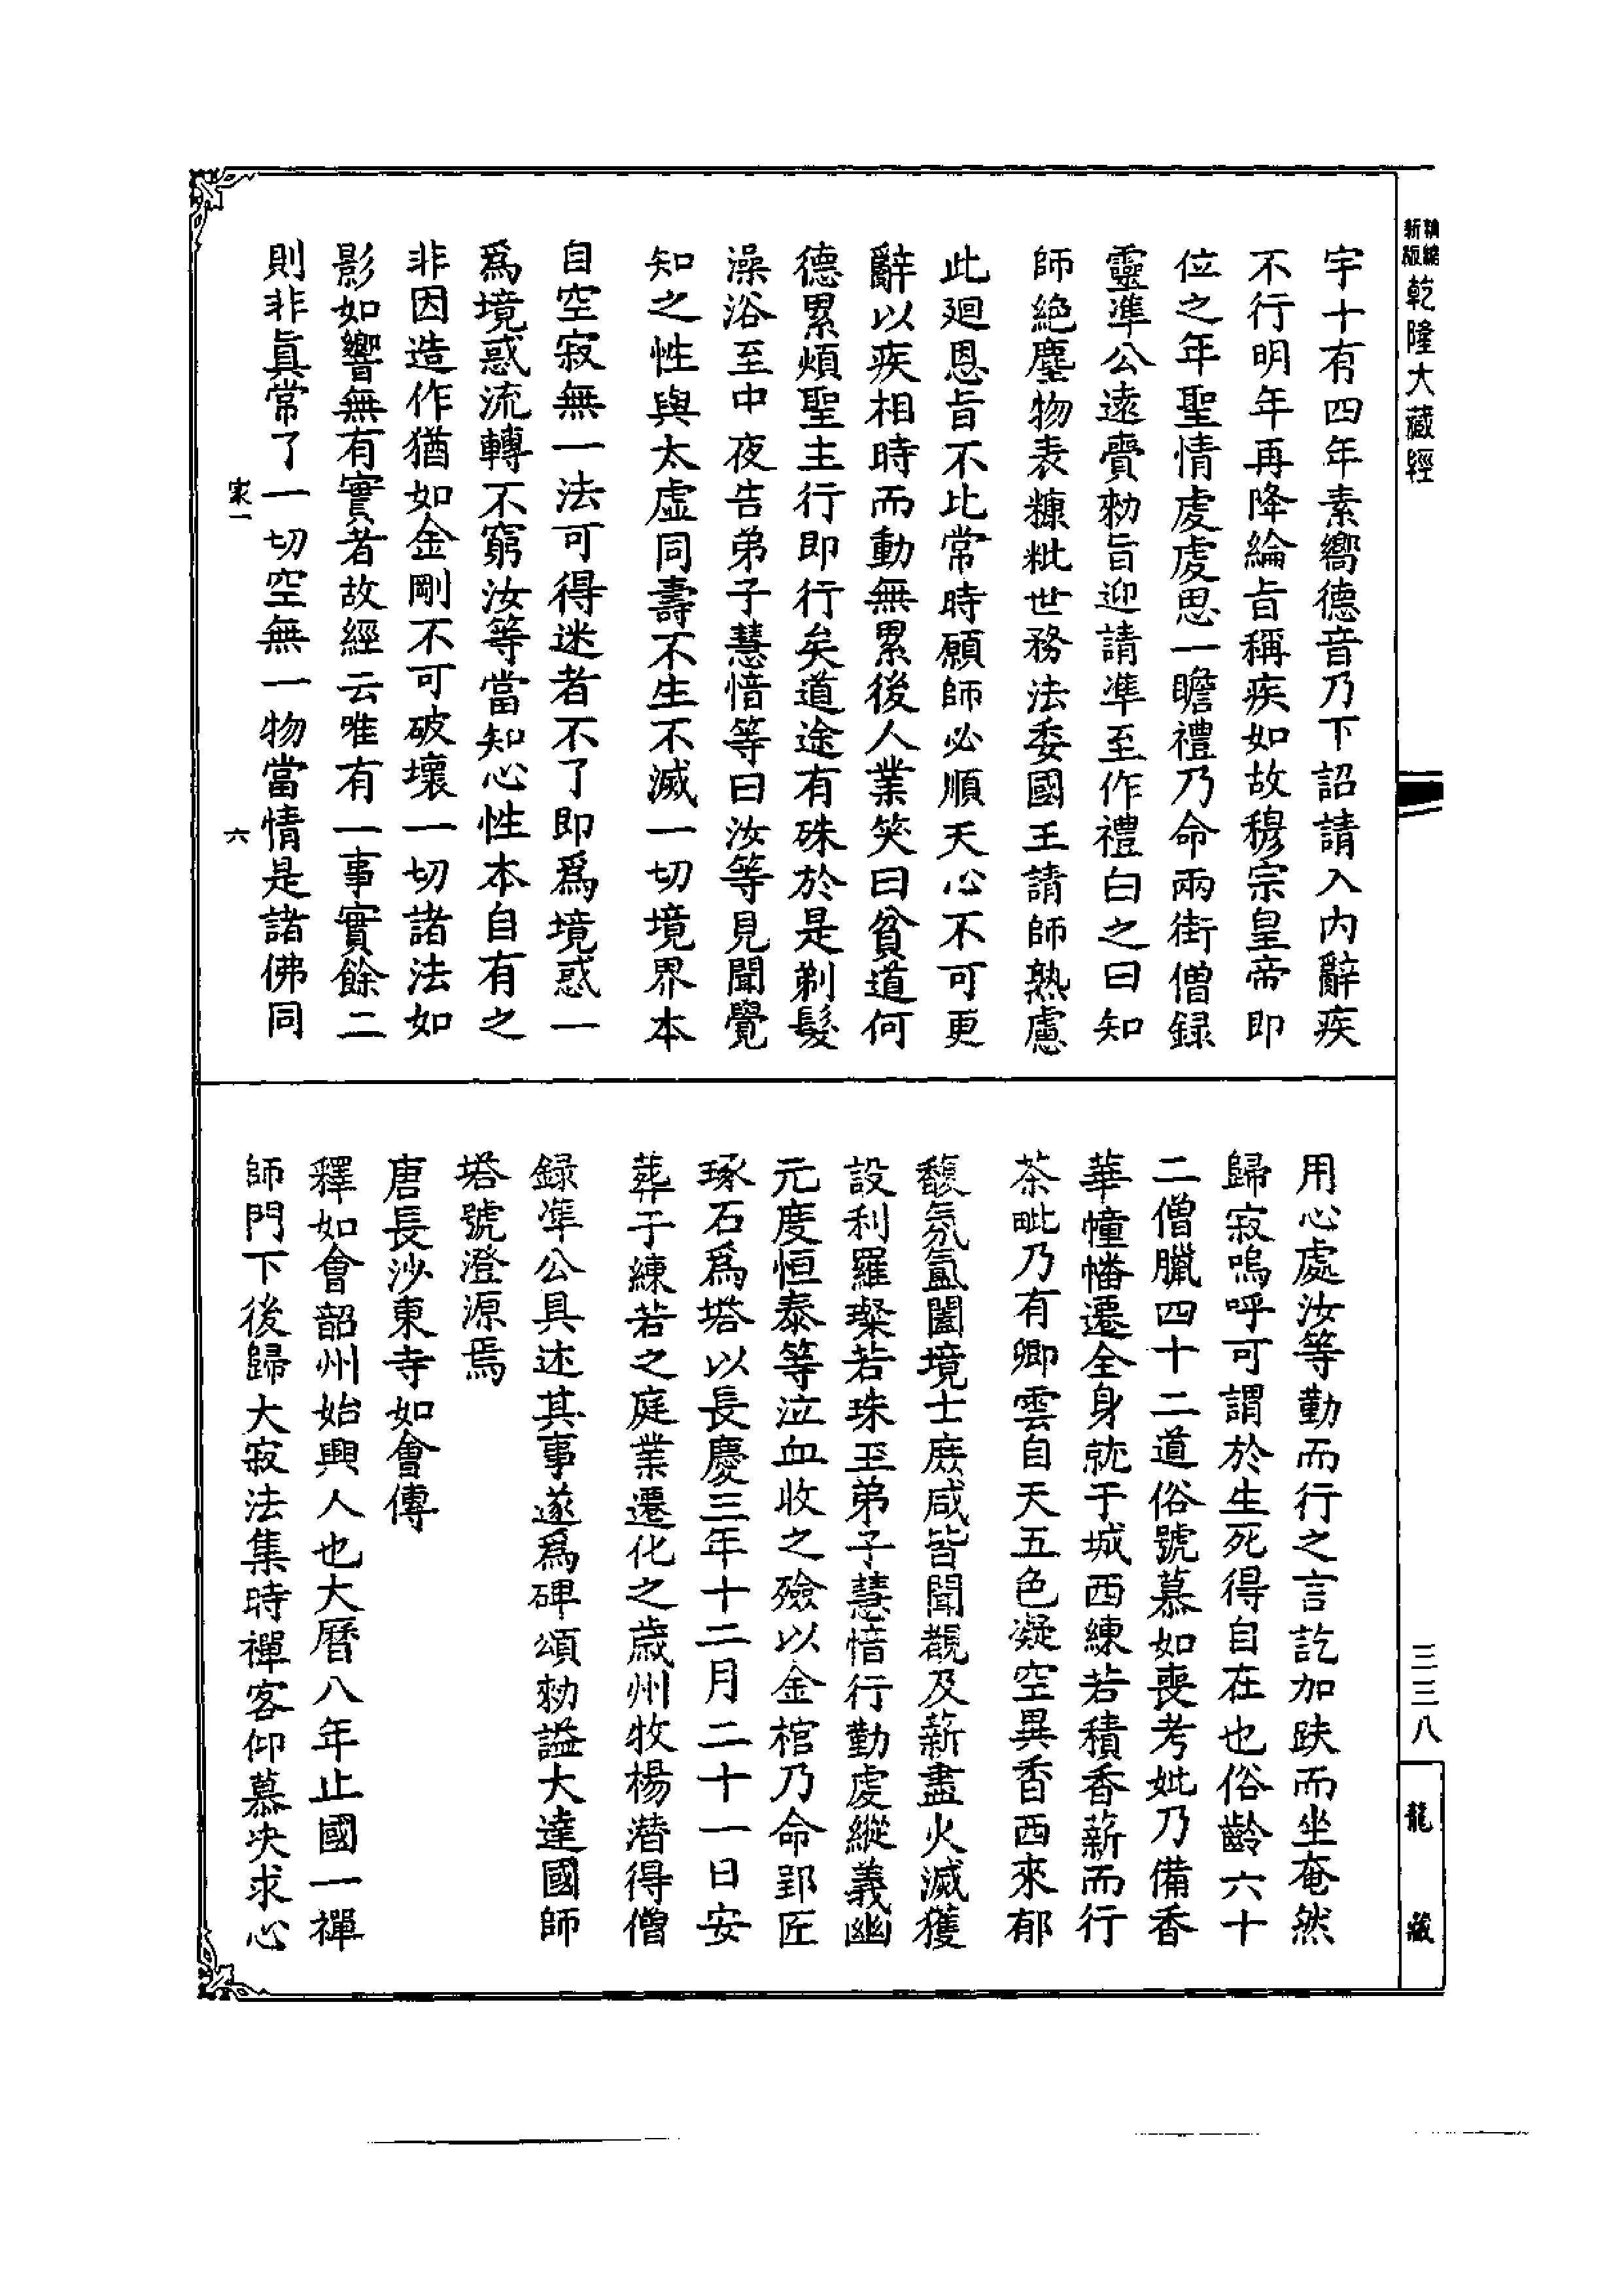 精縮
新版
乾隆大藏經
宇十有四年素嚮德音乃下詔請入內辭疾
不行明年再降綸旨稱疾如故穆宗皇帝即
位之年聖情虔虔思一瞻禮乃命兩街僧録
靈準公遠賷勑旨迎請準至作禮白之曰知
師絶塵物表糠粃世務法委國王請師熟慮
此廻恩旨不比常時願師必順天心不可更
辭以疾相時而動無累後人業笑曰貧道何
德累煩聖主行即行矣道途有殊於是剃髮
澡浴至中夜告弟子慧愔等曰汝等見聞覺
知之性與太虛同壽不生不滅一切境界本
自空寂無一法可得迷者不了即爲境惑一
爲境惑流轉不窮汝等當知心性本自有之
非因造作猶如金剛不可破壞一切諸法如
影如響無有實者故經云唯有一事實餘二
則非眞常了一切空無一物當情是諸佛同
家一
六
用心處汝等勤而行之言訖加趺而坐奄然
歸寂嗚呼可謂於生死得自在也俗齡六十
二僧臘四十二道俗號慕如喪考妣乃備香
華幢幡遷全身就于城西練若積香薪而行
茶毗乃有卿雲自天五色凝空異香西來郁
馥氛氳闔境士庶咸皆聞覩及薪盡火滅獲
設利羅璨若珠玉弟子慧愔行勤虔縱義幽
元度恒泰等泣血收之殮以金棺乃命郢匠
琢石爲塔以長慶三年十二月二十一日安
葬于練若之庭業遷化之歲州牧楊潛得僧
録準公具述其事遂爲碑頌勑謚大達國師
塔號澄源焉
唐長沙東寺如會傳
釋如會韶州始興人也大曆八年止國一禪
師門下後歸大寂法集時禪客仰慕決求心
三三八
龍藏